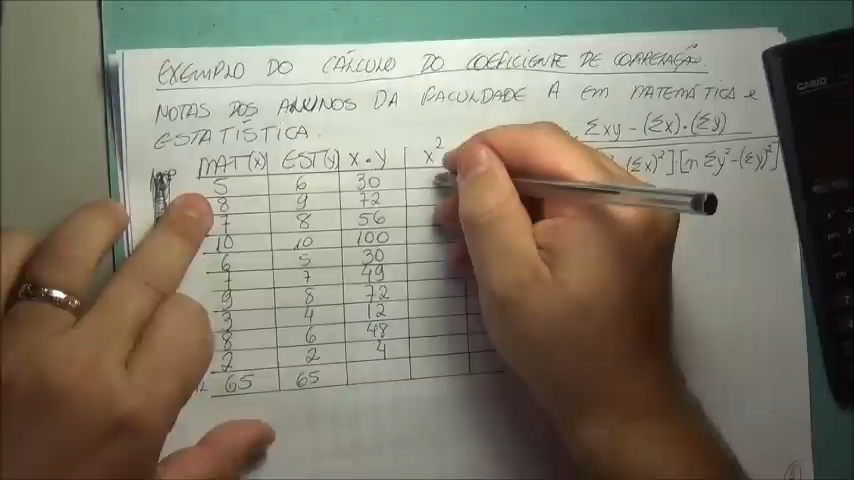 EXEMPLO DO CÁLCULO DO COEFICIENTE DE CORRELAÇÃO.
NOTAS DOS ALUNOS DA FACULDADE A EM MATEMÁTICA e
ESTATÍSTICA.
Σxy - (Σx) . (Σy)
(Σx)²] [n Σy² - (Σy)²]
MAT(x) EST(y) x . y x²
5 6 30
8 9 72
7 8 56
10 10 100
6 5 30
7 7 49
9 8 72
3 4 12
8 6 48
2 2 4
65 65
CASIO